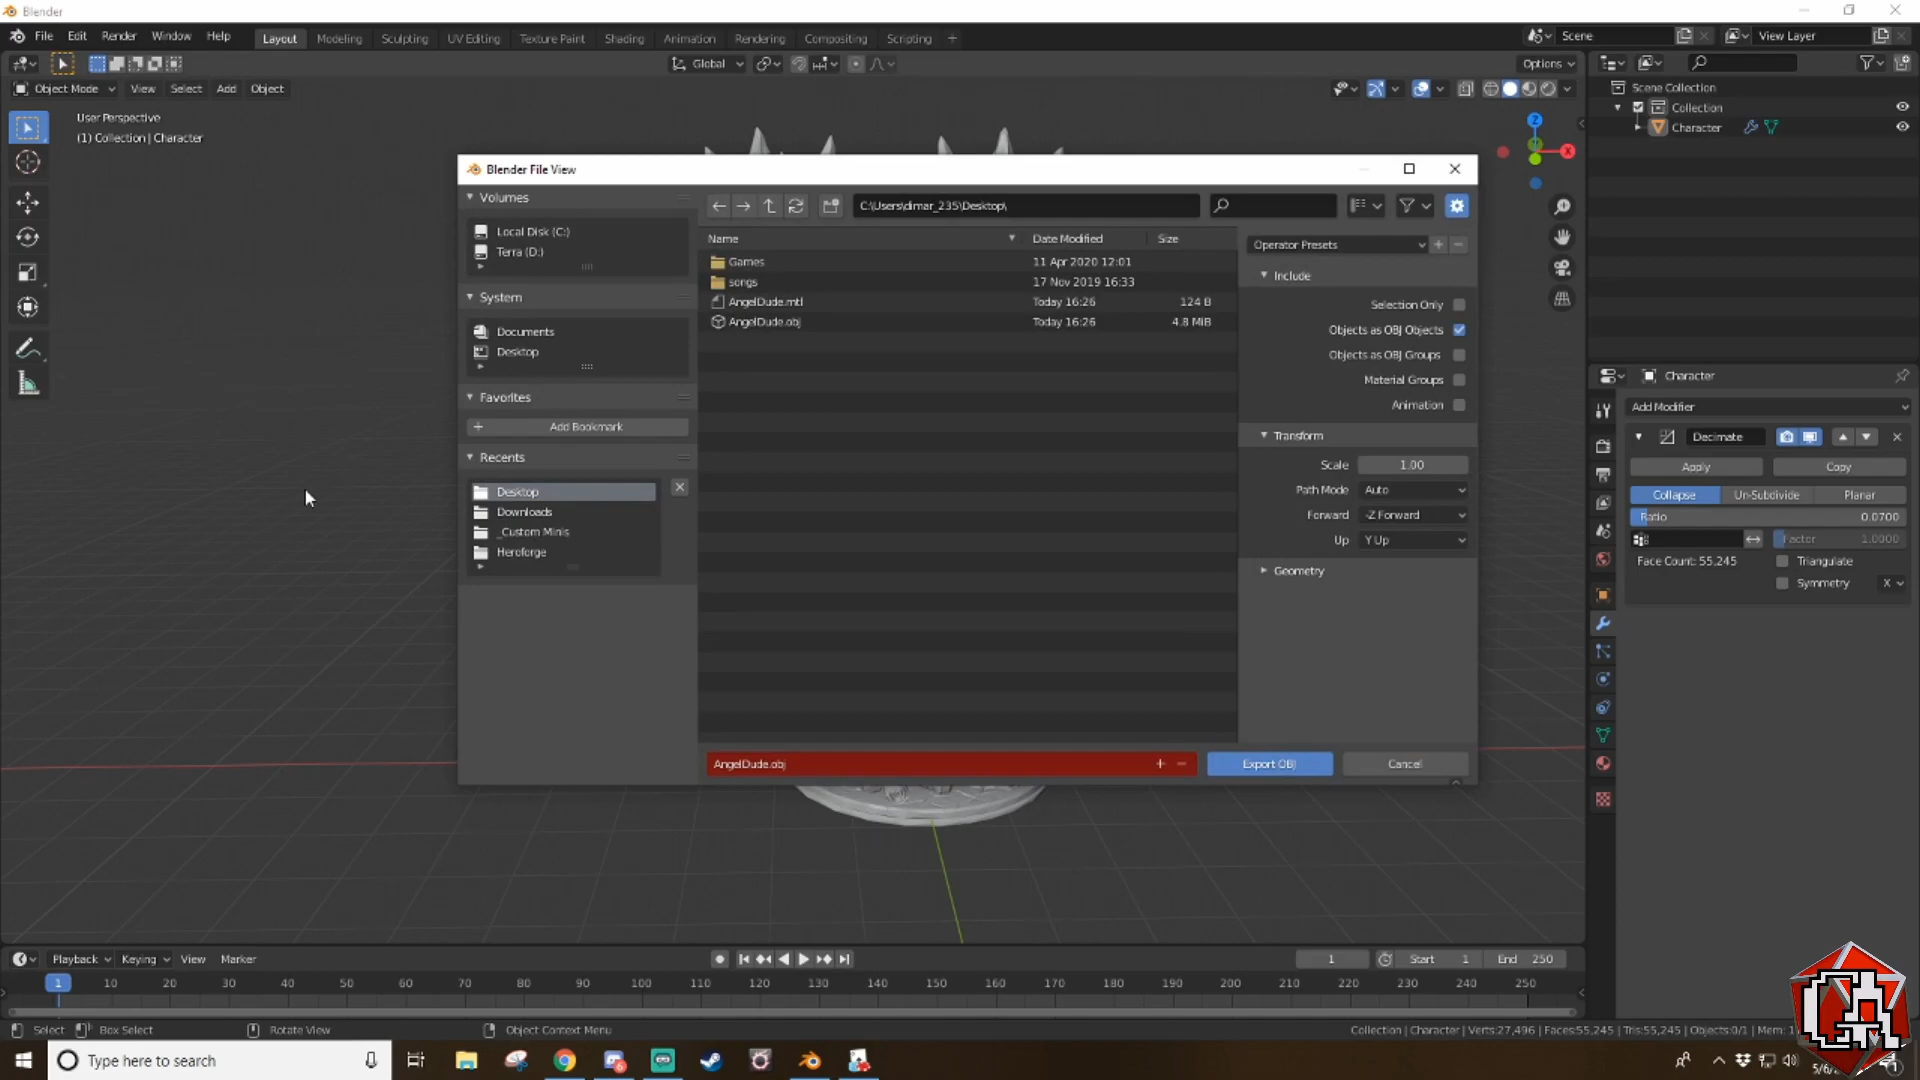 Blender
File Edit Render Window Help Layout Modeling Sculpting UV Editing Texture Paint Shading Animation Rendering Compositing Scripting + Scene View Layer
Global Options
Object Mode View Select Add Object
User Perspective
(1) Collection | Character
Z
X
Scene Collection
Collection
Character
Blender File View
Volumes
Local Disk (C:)
Terra (D:)
System
Documents
Desktop
Favorites
+ Add Bookmark
Recents
Desktop
Downloads
_Custom Minis
Heroforge
C:\Users\dimar_235\Desktop\
Name Date Modified Size
Games 11 Apr 2020 12:01
songs 17 Nov 2019 16:33
AngelDude.mtl Today 16:26 124 B
AngelDude.obj Today 16:26 4.8 MiB
Operator Presets
Include
Selection Only
Objects as OBJ Objects
Objects as OBJ Groups
Material Groups
Animation
Transform
Scale 1.00
Path Mode Auto
Forward -Z Forward
Up Y Up
Geometry
AngelDude.obj + - Export OBJ Cancel
Character
Add Modifier
Decimate
Apply Copy
Collapse Un-Subdivide Planar
Ratio 0.0700
Factor 1.0000
Face Count: 55,245 Triangulate
Symmetry X
Playback Keying View Marker 1 Start 1 End 250
1 10 20 30 40 50 60 70 80 90 100 110 120 130 140 150 160 170 180 190 200 210 220 230 240 250
Select Box Select Rotate View Object Context Menu Collection | Character | Verts:27,496 | Faces:55,245 | Tris:55,245 | Objects:0/1 | Mem: 1
Type here to search
5/6/
CA